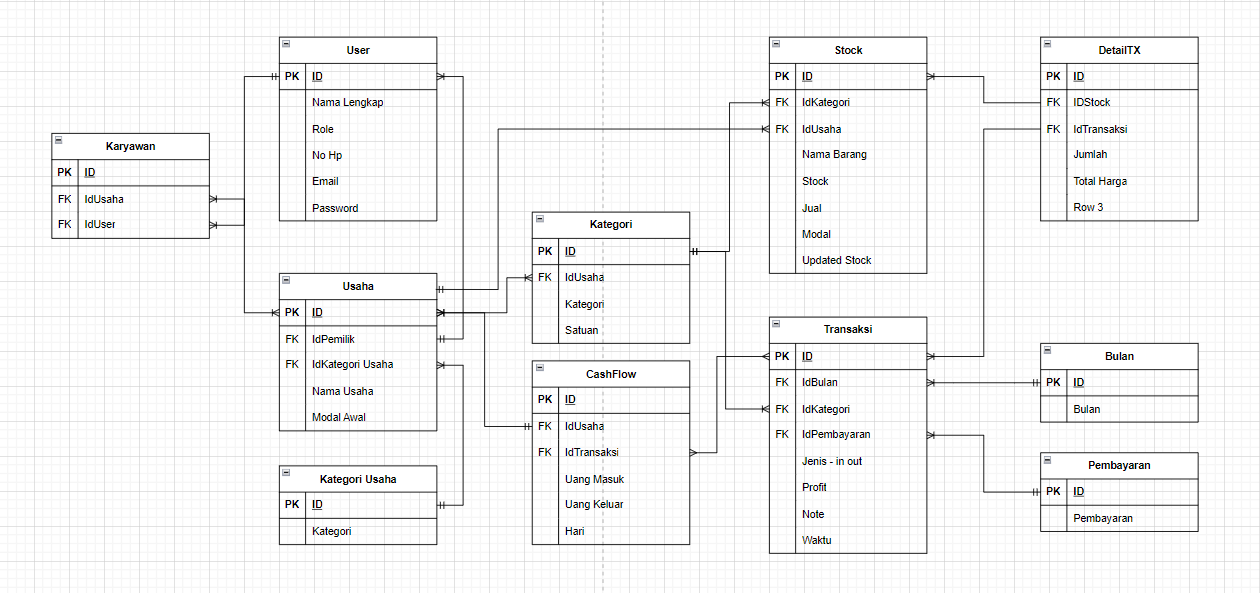 User
PK ID
Nama Lengkap
Role
No Hp
Email
Password
Karyawan
PK ID
FK IdUsaha
FK IdUser
Usaha
PK ID
FK IdPemilik
FK IdKategori Usaha
Nama Usaha
Modal Awal
Kategori Usaha
PK ID
Kategori
Kategori
PK ID
FK IdUsaha
Kategori
Satuan
CashFlow
PK ID
FK IdUsaha
FK IdTransaksi
Uang Masuk
Uang Keluar
Hari
Stock
PK ID
FK IdKategori
FK IdUsaha
Nama Barang
Stock
Jual
Modal
Updated Stock
Transaksi
PK ID
FK IdBulan
FK IdKategori
FK IdPembayaran
Jenis - in out
Profit
Note
Waktu
DetailTX
PK ID
FK IDStock
FK IdTransaksi
Jumlah
Total Harga
Row 3
Bulan
PK ID
Bulan
Pembayaran
PK ID
Pembayaran